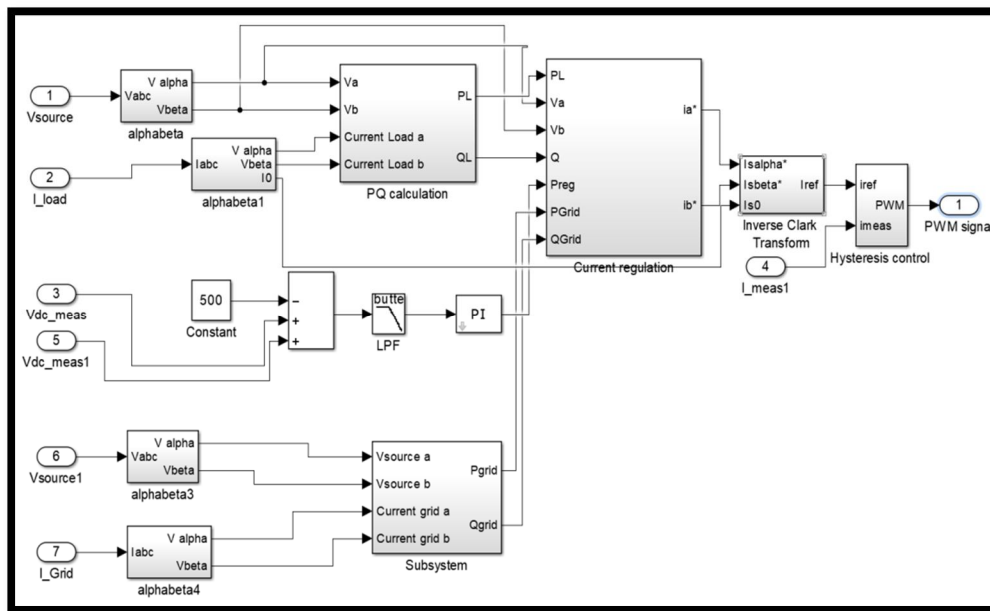 1
Vsource
Vabc
V alpha
Vbeta
alphabeta
2
I_load
Iabc
V alpha
Vbeta
I0
alphabeta1
Va
Vb
Current Load a
Current Load b
PL
QL
PQ calculation
PL
Va
Vb
Q
Preg
PGrid
QGrid
ia*
ib*
Current regulation
Isalpha*
Isbeta*
Is0
Iref
Inverse Clark
Transform
iref
PWM
imeas
Hysteresis control
1
PWM signa
4
I_meas1
3
Vdc_meas
5
Vdc_meas1
500
Constant
−
+
+
butte
LPF
PI
6
Vsource1
Vabc
V alpha
Vbeta
alphabeta3
7
I_Grid
Iabc
V alpha
Vbeta
alphabeta4
Vsource a
Vsource b
Current grid a
Current grid b
Pgrid
Qgrid
Subsystem